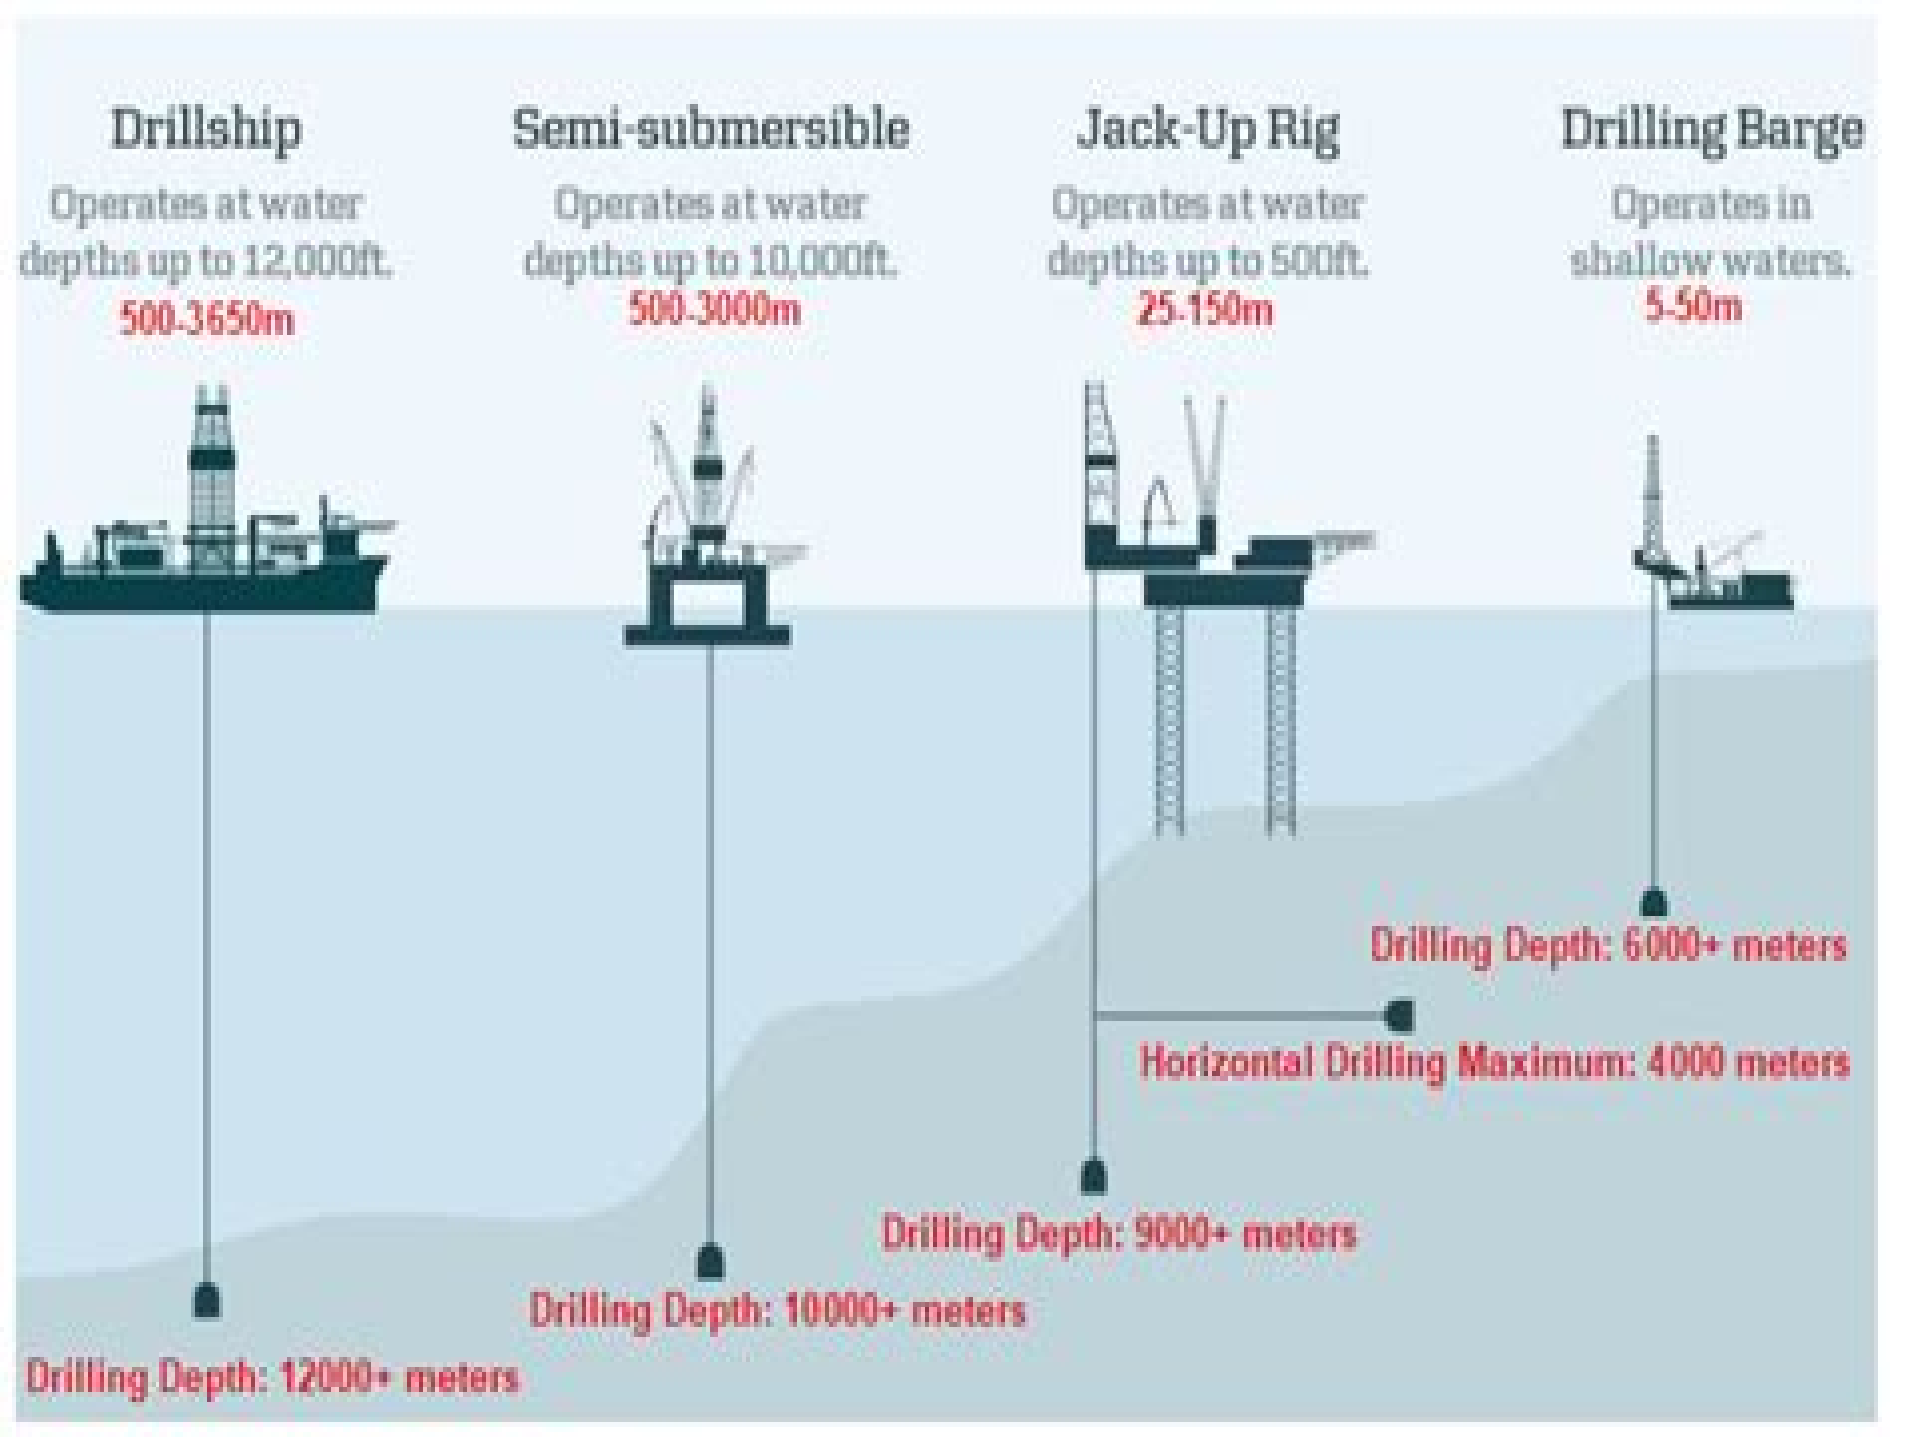 Drillship
Operates at water
depths up to 12,000ft.
500-3650m
Semi-submersible
Operates at water
depths up to 10,000ft.
500-3000m
Jack-Up Rig
Operates at water
depths up to 500ft.
25-150m
Drilling Barge
Operates in
shallow waters.
5-50m
Drilling Depth: 6000+ meters
Horizontal Drilling Maximum: 4000 meters
Drilling Depth: 9000+ meters
Drilling Depth: 10000+ meters
Drilling Depth: 12000+ meters